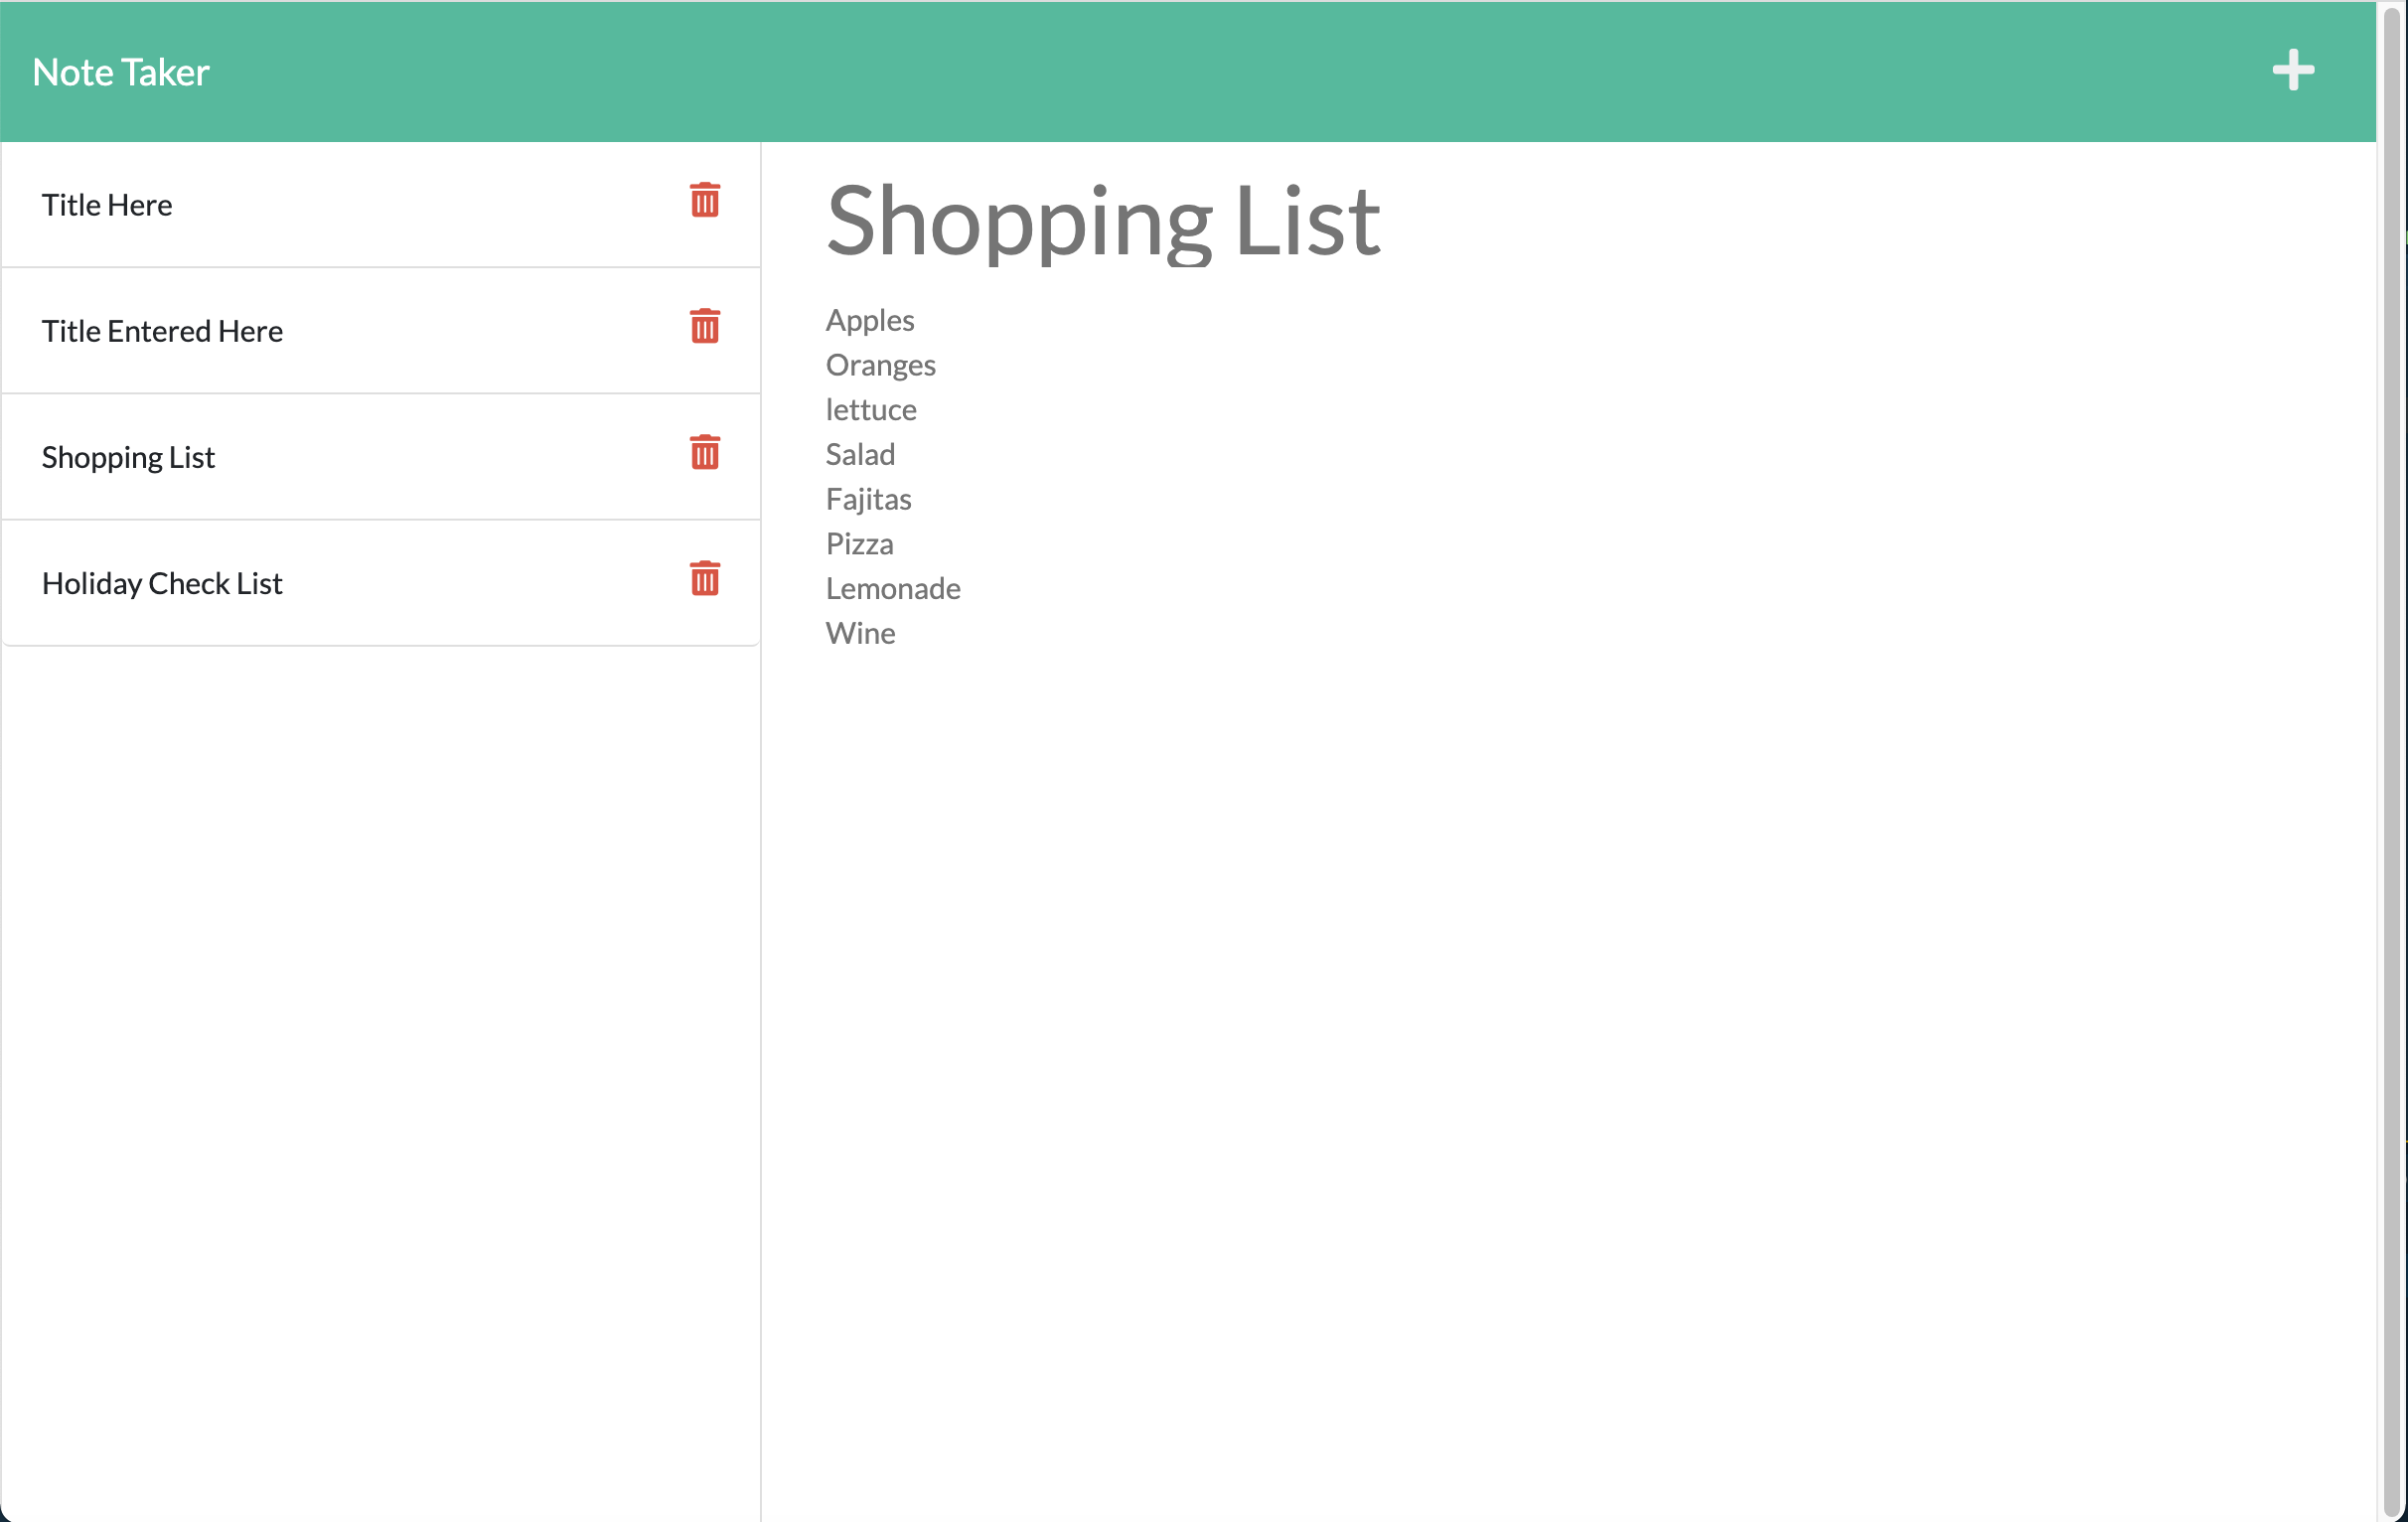 Note Taker
Title Here
Title Entered Here
Shopping List
Holiday Check List
Shopping List
Apples
Oranges
lettuce
Salad
Fajitas
Pizza
Lemonade
Wine